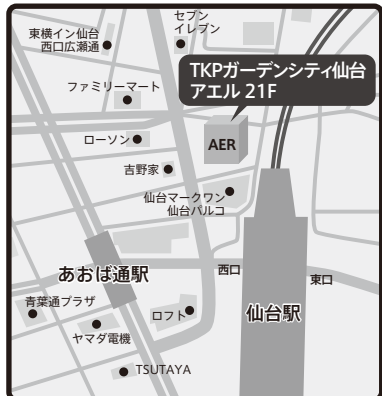 セブン
イレブン
東横イン仙台
西口広瀬通
TKPガーデンシティ仙台
アエル 21F
ファミリーマート
ローソン
AER
吉野家
仙台マークワン
仙台パルコ
あおば通駅
西口
東口
青葉通プラザ
ロフト
仙台駅
ヤマダ電機
TSUTAYA